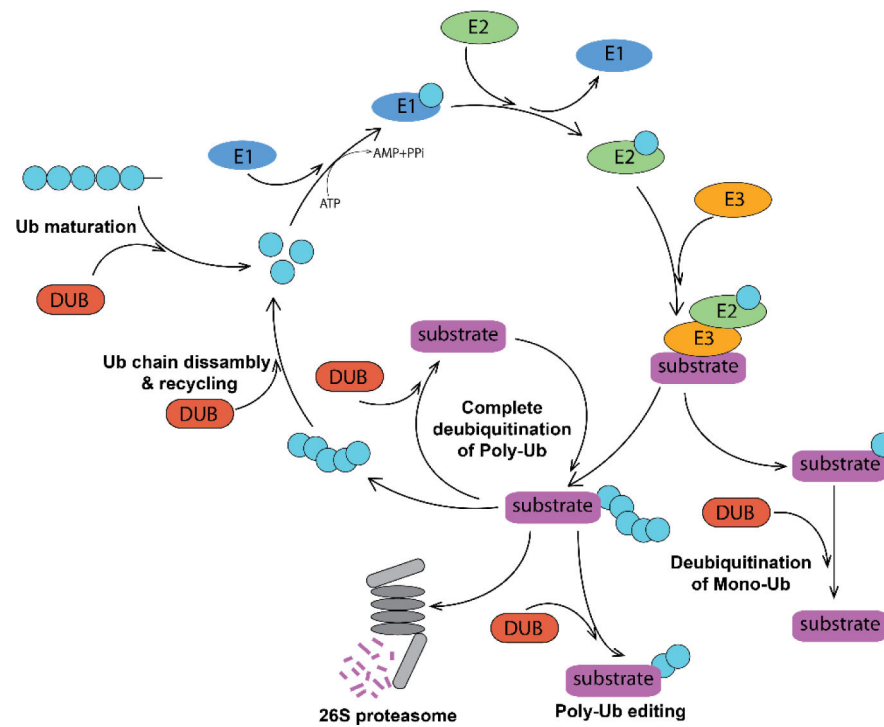 E2
E1
E1
E1
AMP+PPi
ATP
E2
E3
Ub maturation
DUB
E2
E3
substrate
substrate
Ub chain dissambly
& recycling
DUB
DUB
Complete
deubiquitination
of Poly-Ub
substrate
substrate
DUB
Deubiquitination
of Mono-Ub
DUB
substrate
substrate
26S proteasome
Poly-Ub editing